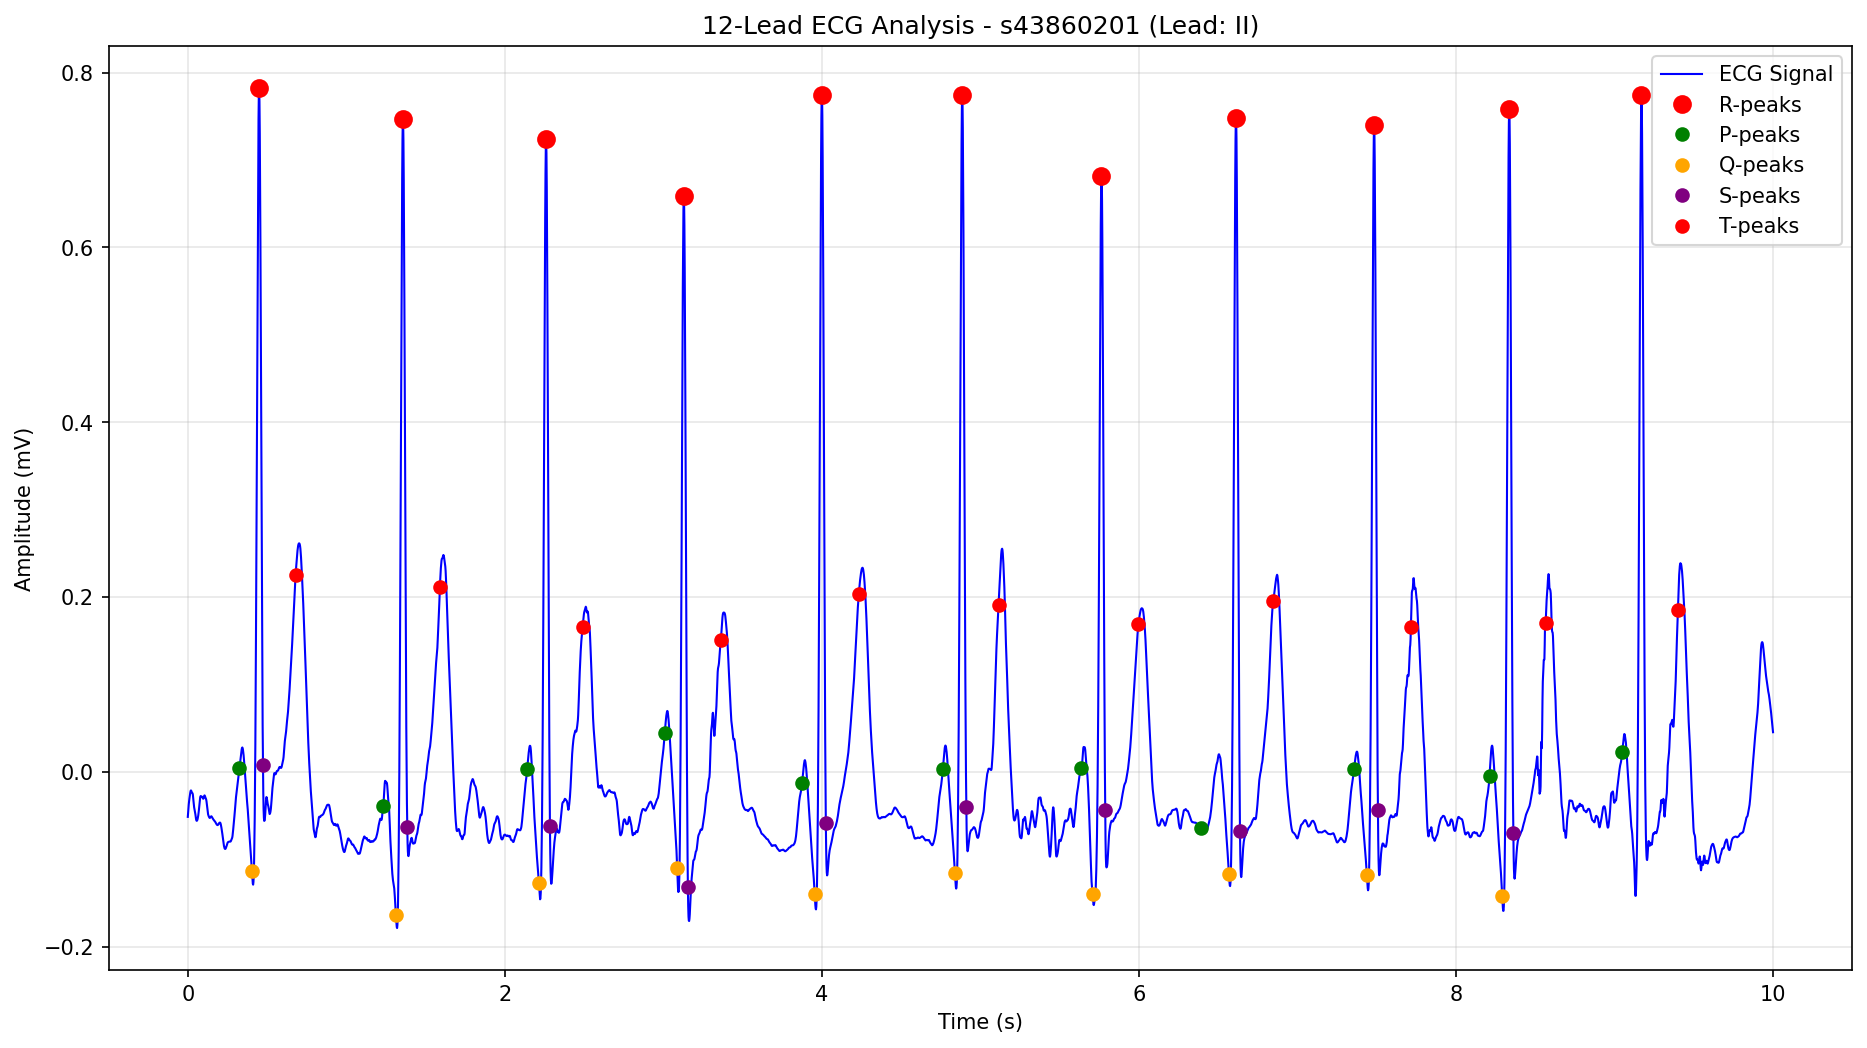 12-Lead ECG Analysis - s43860201 (Lead: II)
ECG Signal
R-peaks
P-peaks
Q-peaks
S-peaks
T-peaks
Amplitude (mV)
0.8
0.6
0.4
0.2
0.0
−0.2
0 2 4 6 8 10
Time (s)